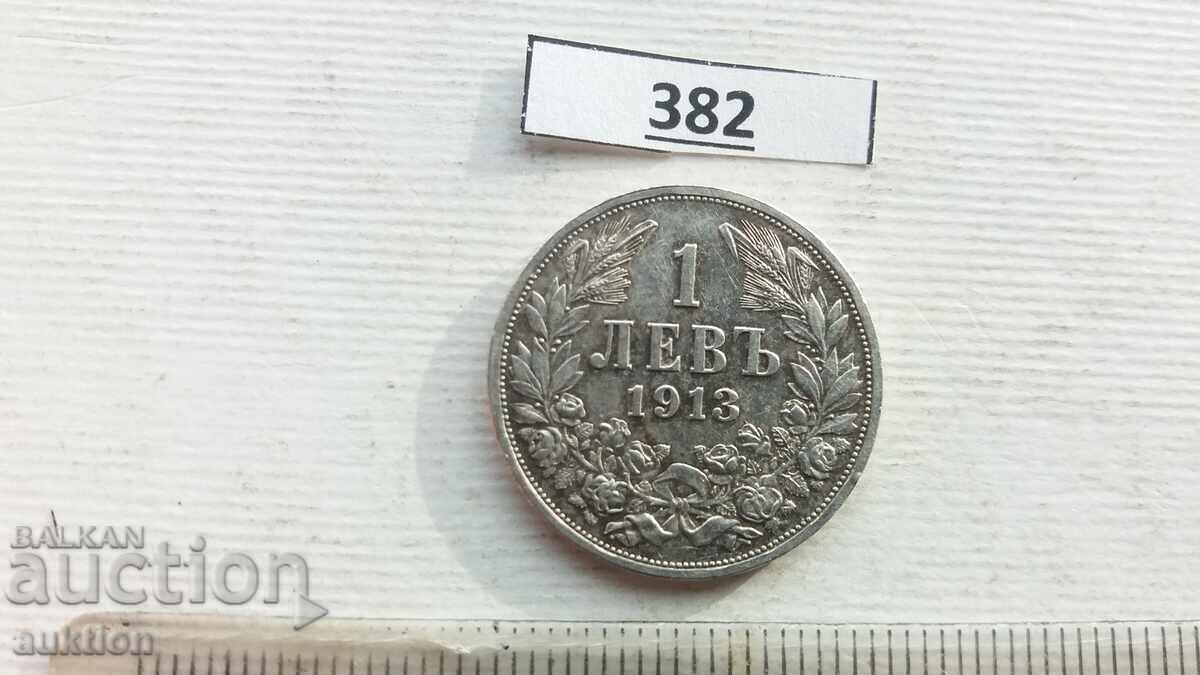 382
1
ЛЕВЪ
1913
BALKAN
auction
auktion